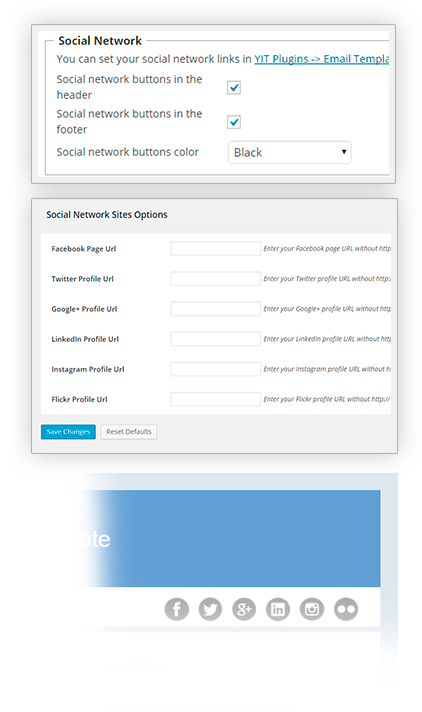 Social Network
You can set your social network links in YIT Plugins -> Email Templa
Social network buttons in the
header
Social network buttons in the
footer
Social network buttons color
Black
Social Network Sites Options
Facebook Page Url
Enter your Facebook page URL without http
Twitter Profile Url
Enter your Twitter profile URL without http:/
Google+ Profile Url
Enter your Google+ profile URL without http
LinkedIn Profile Url
Enter your LinkedIn profile URL without http
Instagram Profile Url
Enter your Instagram profile URL without h
Flickr Profile Url
Enter your Flickr profile URL without http://
Save Changes
Reset Defaults
ate